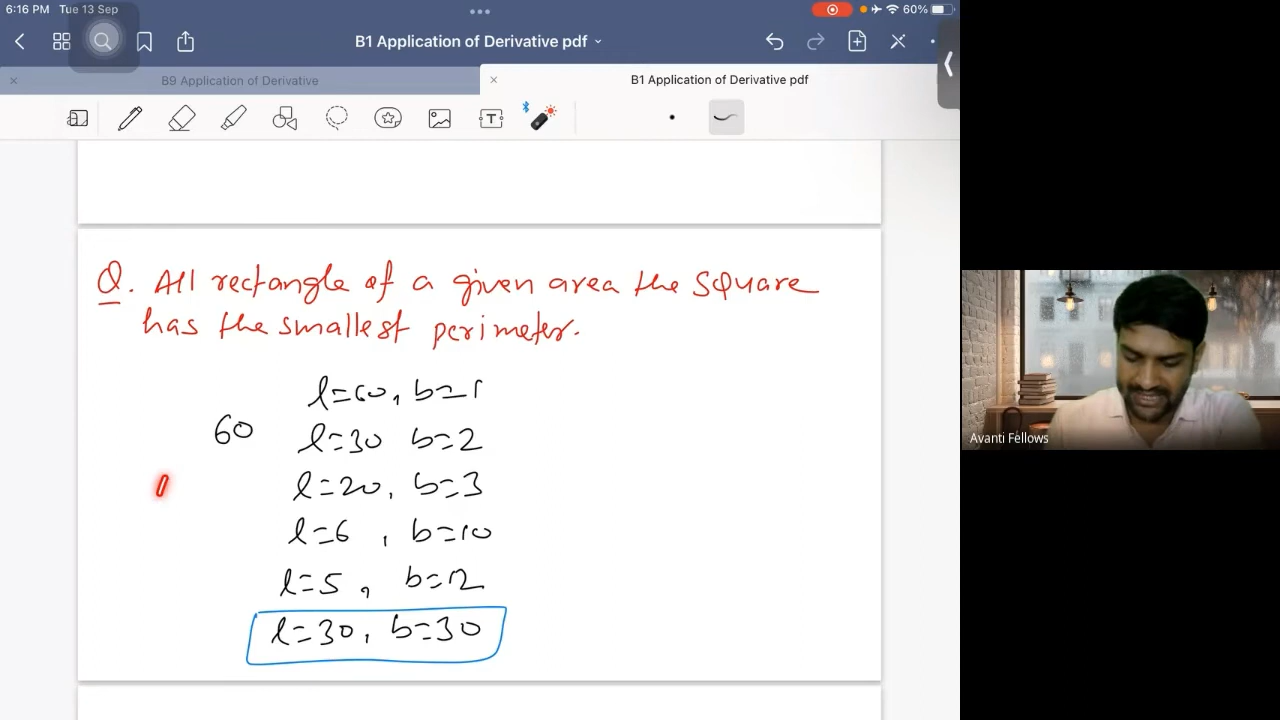 6:16 PM Tue 13 Sep
60%
B1 Application of Derivative pdf
B9 Application of Derivative
B1 Application of Derivative pdf
T
Q. All rectangle of a given area the square
has the smallest perimeter.
60
l=60, b=1
l=30 b=2
l=20, b=3
l=6 , b=10
l=5 , b=12
l=30, b=30
Avanti Fellows